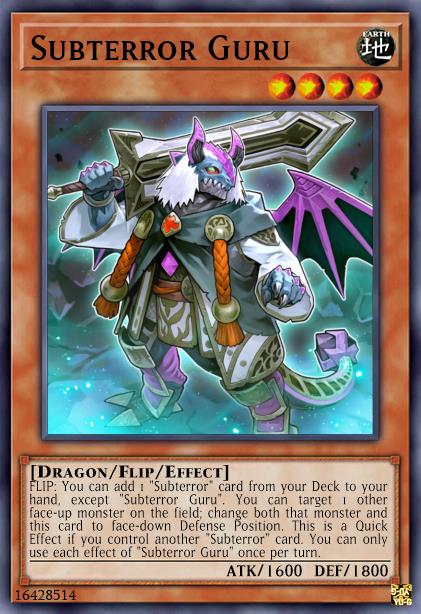 Subterror Guru
EARTH
地
[Dragon/Flip/Effect]
FLIP: You can add 1 "Subterror" card from your Deck to your
hand, except "Subterror Guru". You can target 1 other
face-up monster on the field; change both that monster and
this card to face-down Defense Position. This is a Quick
Effect if you control another "Subterror" card. You can only
use each effect of "Subterror Guru" once per turn.
ATK/1600 DEF/1800
16428514